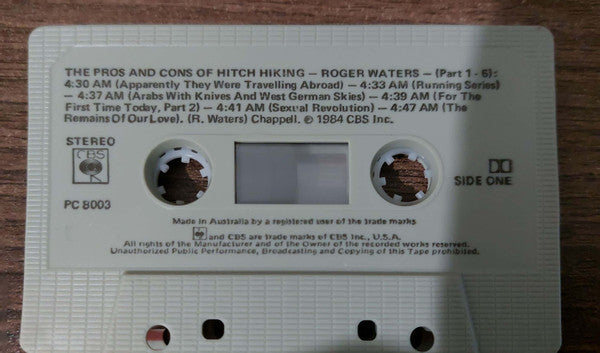 THE PROS AND CONS OF HITCH HIKING — ROGER WATERS — (Part 1 - 6):
4:30 AM (Apparently They Were Travelling Abroad) — 4:33 AM (Running Series)
— 4:37 AM (Arabs With Knives And West German Skies) — 4:39 AM (For The
First Time Today, Part 2) — 4:41 AM (Sexual Revolution) — 4:47 AM (The
Remains Of Our Love). (R. Waters) Chappell. ℗ 1984 CBS Inc.
STEREO
CBS
PC 8003
SIDE ONE
Made in Australia by a registered user of the trade marks
and CBS are trade marks of CBS Inc., U.S.A.
All rights of the Manufacturer and of the Owner of the recorded works reserved.
Unauthorized Public Performance, Broadcasting and Copying of this Tape prohibited.